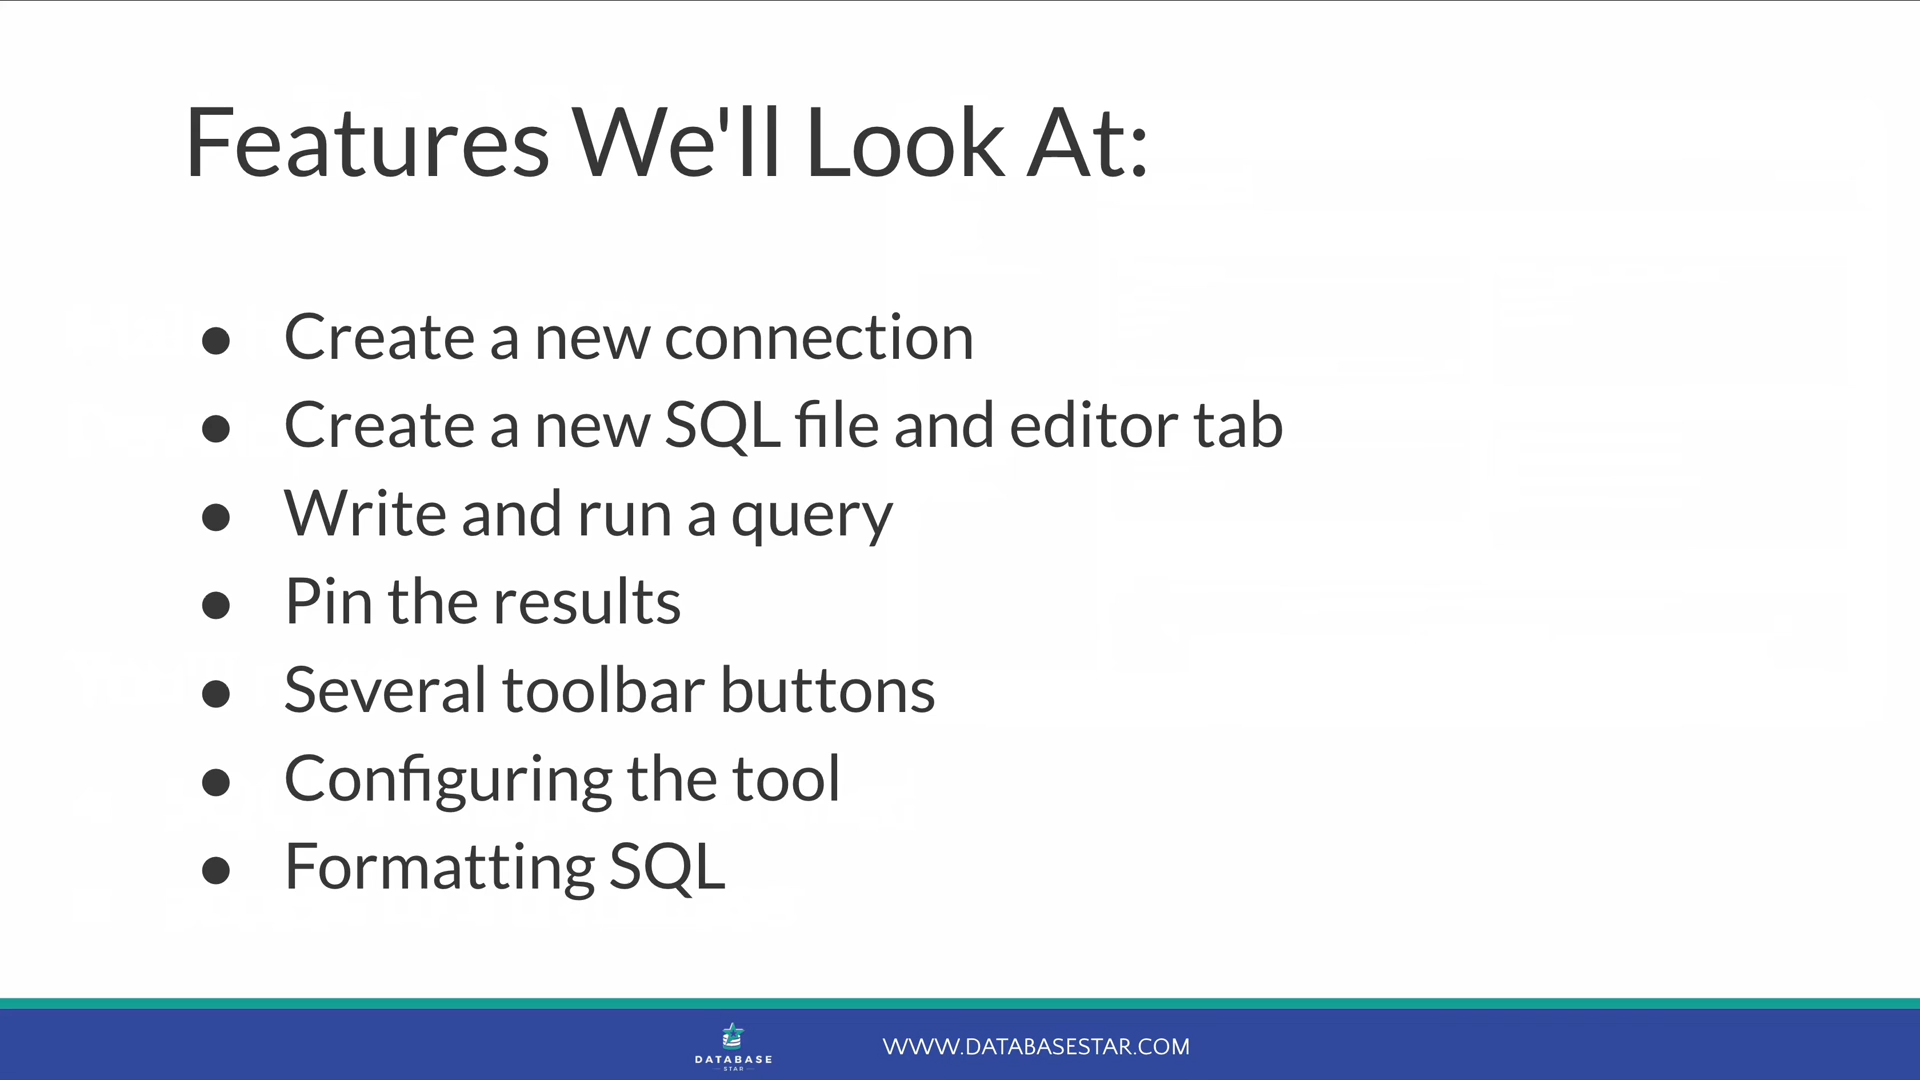 Features We'll Look At:
● Create a new connection
● Create a new SQL file and editor tab
● Write and run a query
● Pin the results
● Several toolbar buttons
● Configuring the tool
● Formatting SQL
DATABASE
STAR
WWW.DATABASESTAR.COM